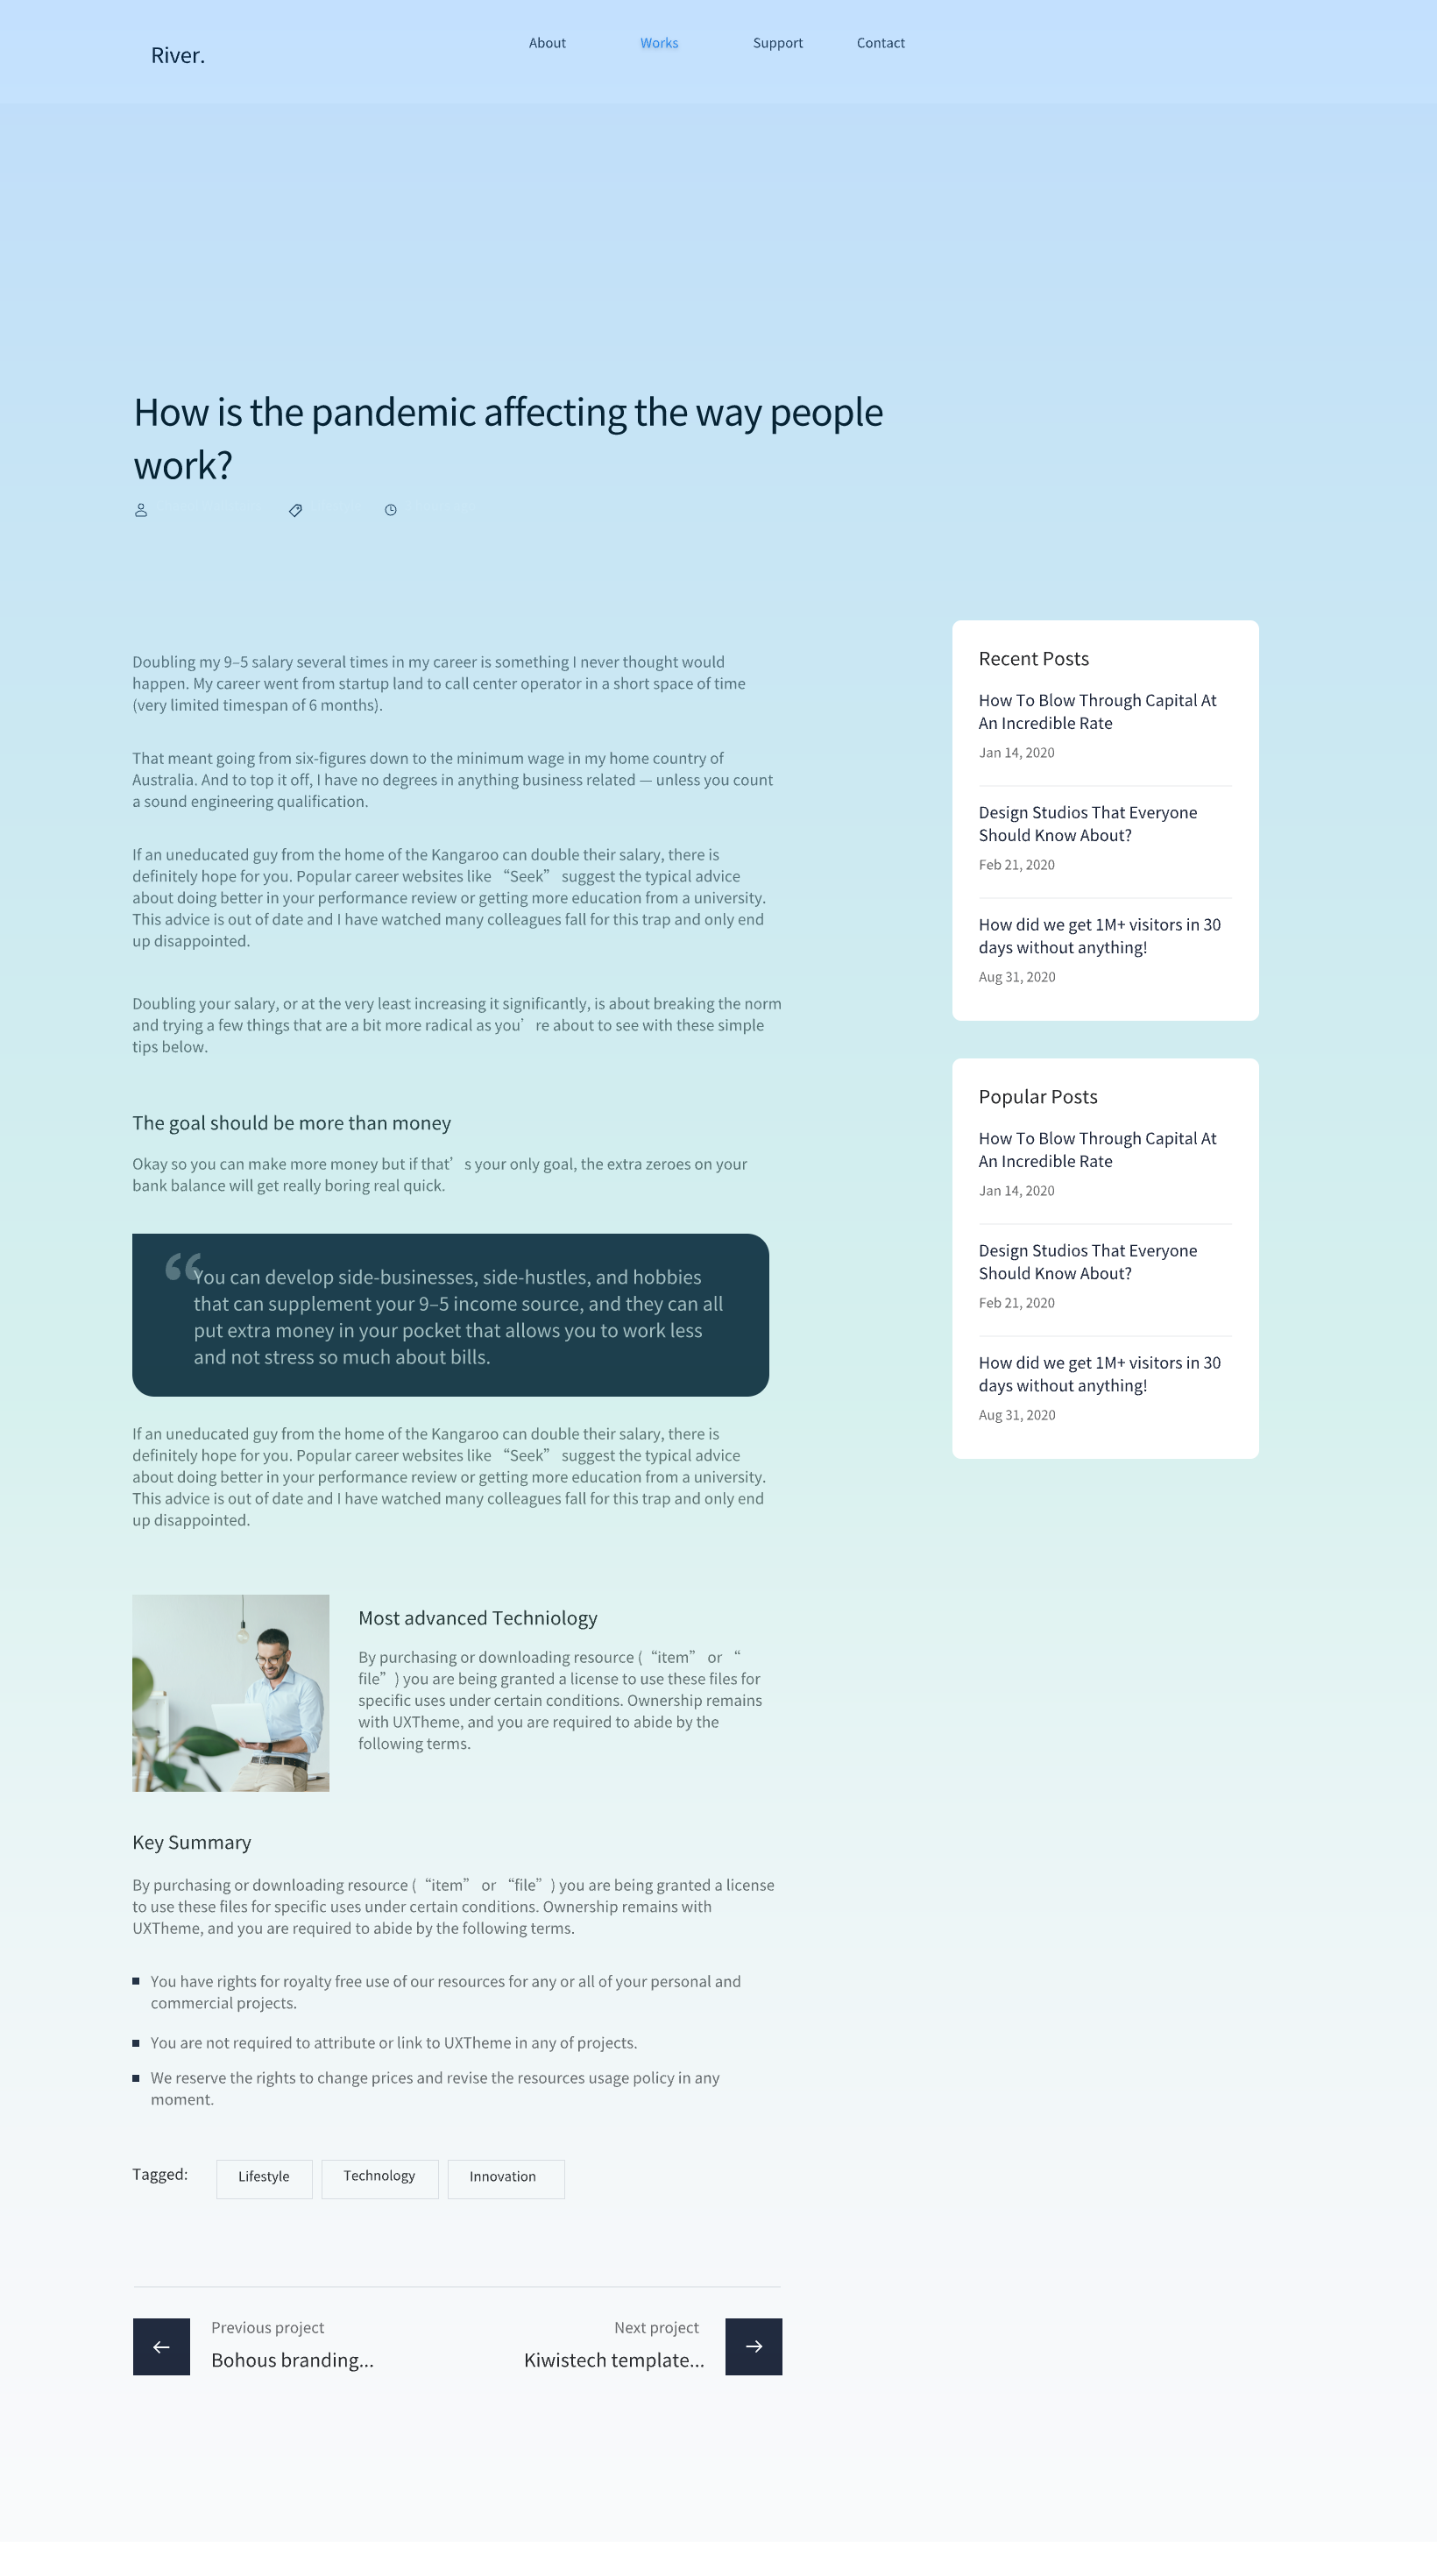 River.
About
Works
Support
Contact
How is the pandemic affecting the way people
work?
Doubling my 9–5 salary several times in my career is something I never thought would
happen. My career went from startup land to call center operator in a short space of time
(very limited timespan of 6 months).
That meant going from six-figures down to the minimum wage in my home country of
Australia. And to top it off, I have no degrees in anything business related — unless you count
a sound engineering qualification.
If an uneducated guy from the home of the Kangaroo can double their salary, there is
definitely hope for you. Popular career websites like “Seek” suggest the typical advice
about doing better in your performance review or getting more education from a university.
This advice is out of date and I have watched many colleagues fall for this trap and only end
up disappointed.
Doubling your salary, or at the very least increasing it significantly, is about breaking the norm
and trying a few things that are a bit more radical as you’re about to see with these simple
tips below.
The goal should be more than money
Okay so you can make more money but if that’s your only goal, the extra zeroes on your
bank balance will get really boring real quick.
“
You can develop side-businesses, side-hustles, and hobbies
that can supplement your 9–5 income source, and they can all
put extra money in your pocket that allows you to work less
and not stress so much about bills.
If an uneducated guy from the home of the Kangaroo can double their salary, there is
definitely hope for you. Popular career websites like “Seek” suggest the typical advice
about doing better in your performance review or getting more education from a university.
This advice is out of date and I have watched many colleagues fall for this trap and only end
up disappointed.
Most advanced Techniology
By purchasing or downloading resource (“item” or “
file”) you are being granted a license to use these files for
specific uses under certain conditions. Ownership remains
with UXTheme, and you are required to abide by the
following terms.
Key Summary
By purchasing or downloading resource (“item” or “file”) you are being granted a license
to use these files for specific uses under certain conditions. Ownership remains with
UXTheme, and you are required to abide by the following terms.
You have rights for royalty free use of our resources for any or all of your personal and
commercial projects.
You are not required to attribute or link to UXTheme in any of projects.
We reserve the rights to change prices and revise the resources usage policy in any
moment.
Tagged:
Lifestyle
Technology
Innovation
Previous project
Bohous branding...
Next project
Kiwistech template...
Recent Posts
How To Blow Through Capital At
An Incredible Rate
Jan 14, 2020
Design Studios That Everyone
Should Know About?
Feb 21, 2020
How did we get 1M+ visitors in 30
days without anything!
Aug 31, 2020
Popular Posts
How To Blow Through Capital At
An Incredible Rate
Jan 14, 2020
Design Studios That Everyone
Should Know About?
Feb 21, 2020
How did we get 1M+ visitors in 30
days without anything!
Aug 31, 2020